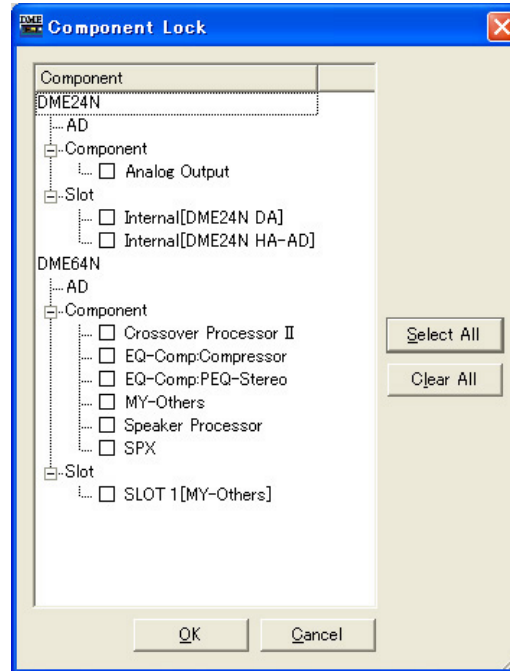 DME Component Lock
Component
DME24N
AD
Component
Analog Output
Slot
Internal[DME24N DA]
Internal[DME24N HA-AD]
DME64N
AD
Component
Crossover Processor II
EQ-Comp:Compressor
EQ-Comp:PEQ-Stereo
MY-Others
Speaker Processor
SPX
Slot
SLOT 1[MY-Others]
Select All
Clear All
OK
Cancel